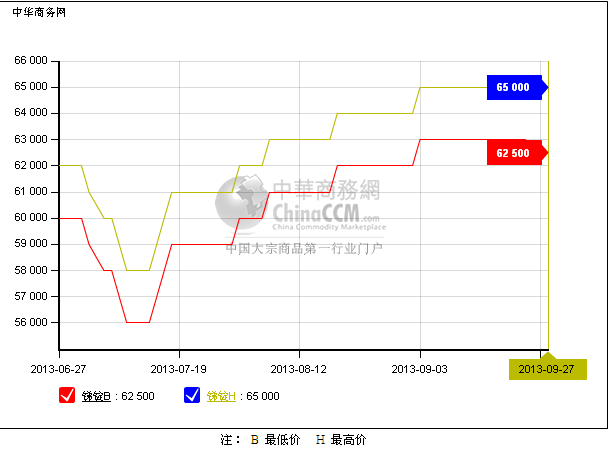 中华商务网
66 000
65 000
64 000
63 000
62 000
61 000
60 000
59 000
58 000
57 000
56 000
65 000
62 500
中華商務網
ChinaCCM.com
China Commodity Marketplace
中国大宗商品第一行业门户
2013-06-27
2013-07-19
2013-08-12
2013-09-03
2013-09-27
锑锭B : 62 500
锑锭H : 65 000
注： B 最低价 H 最高价